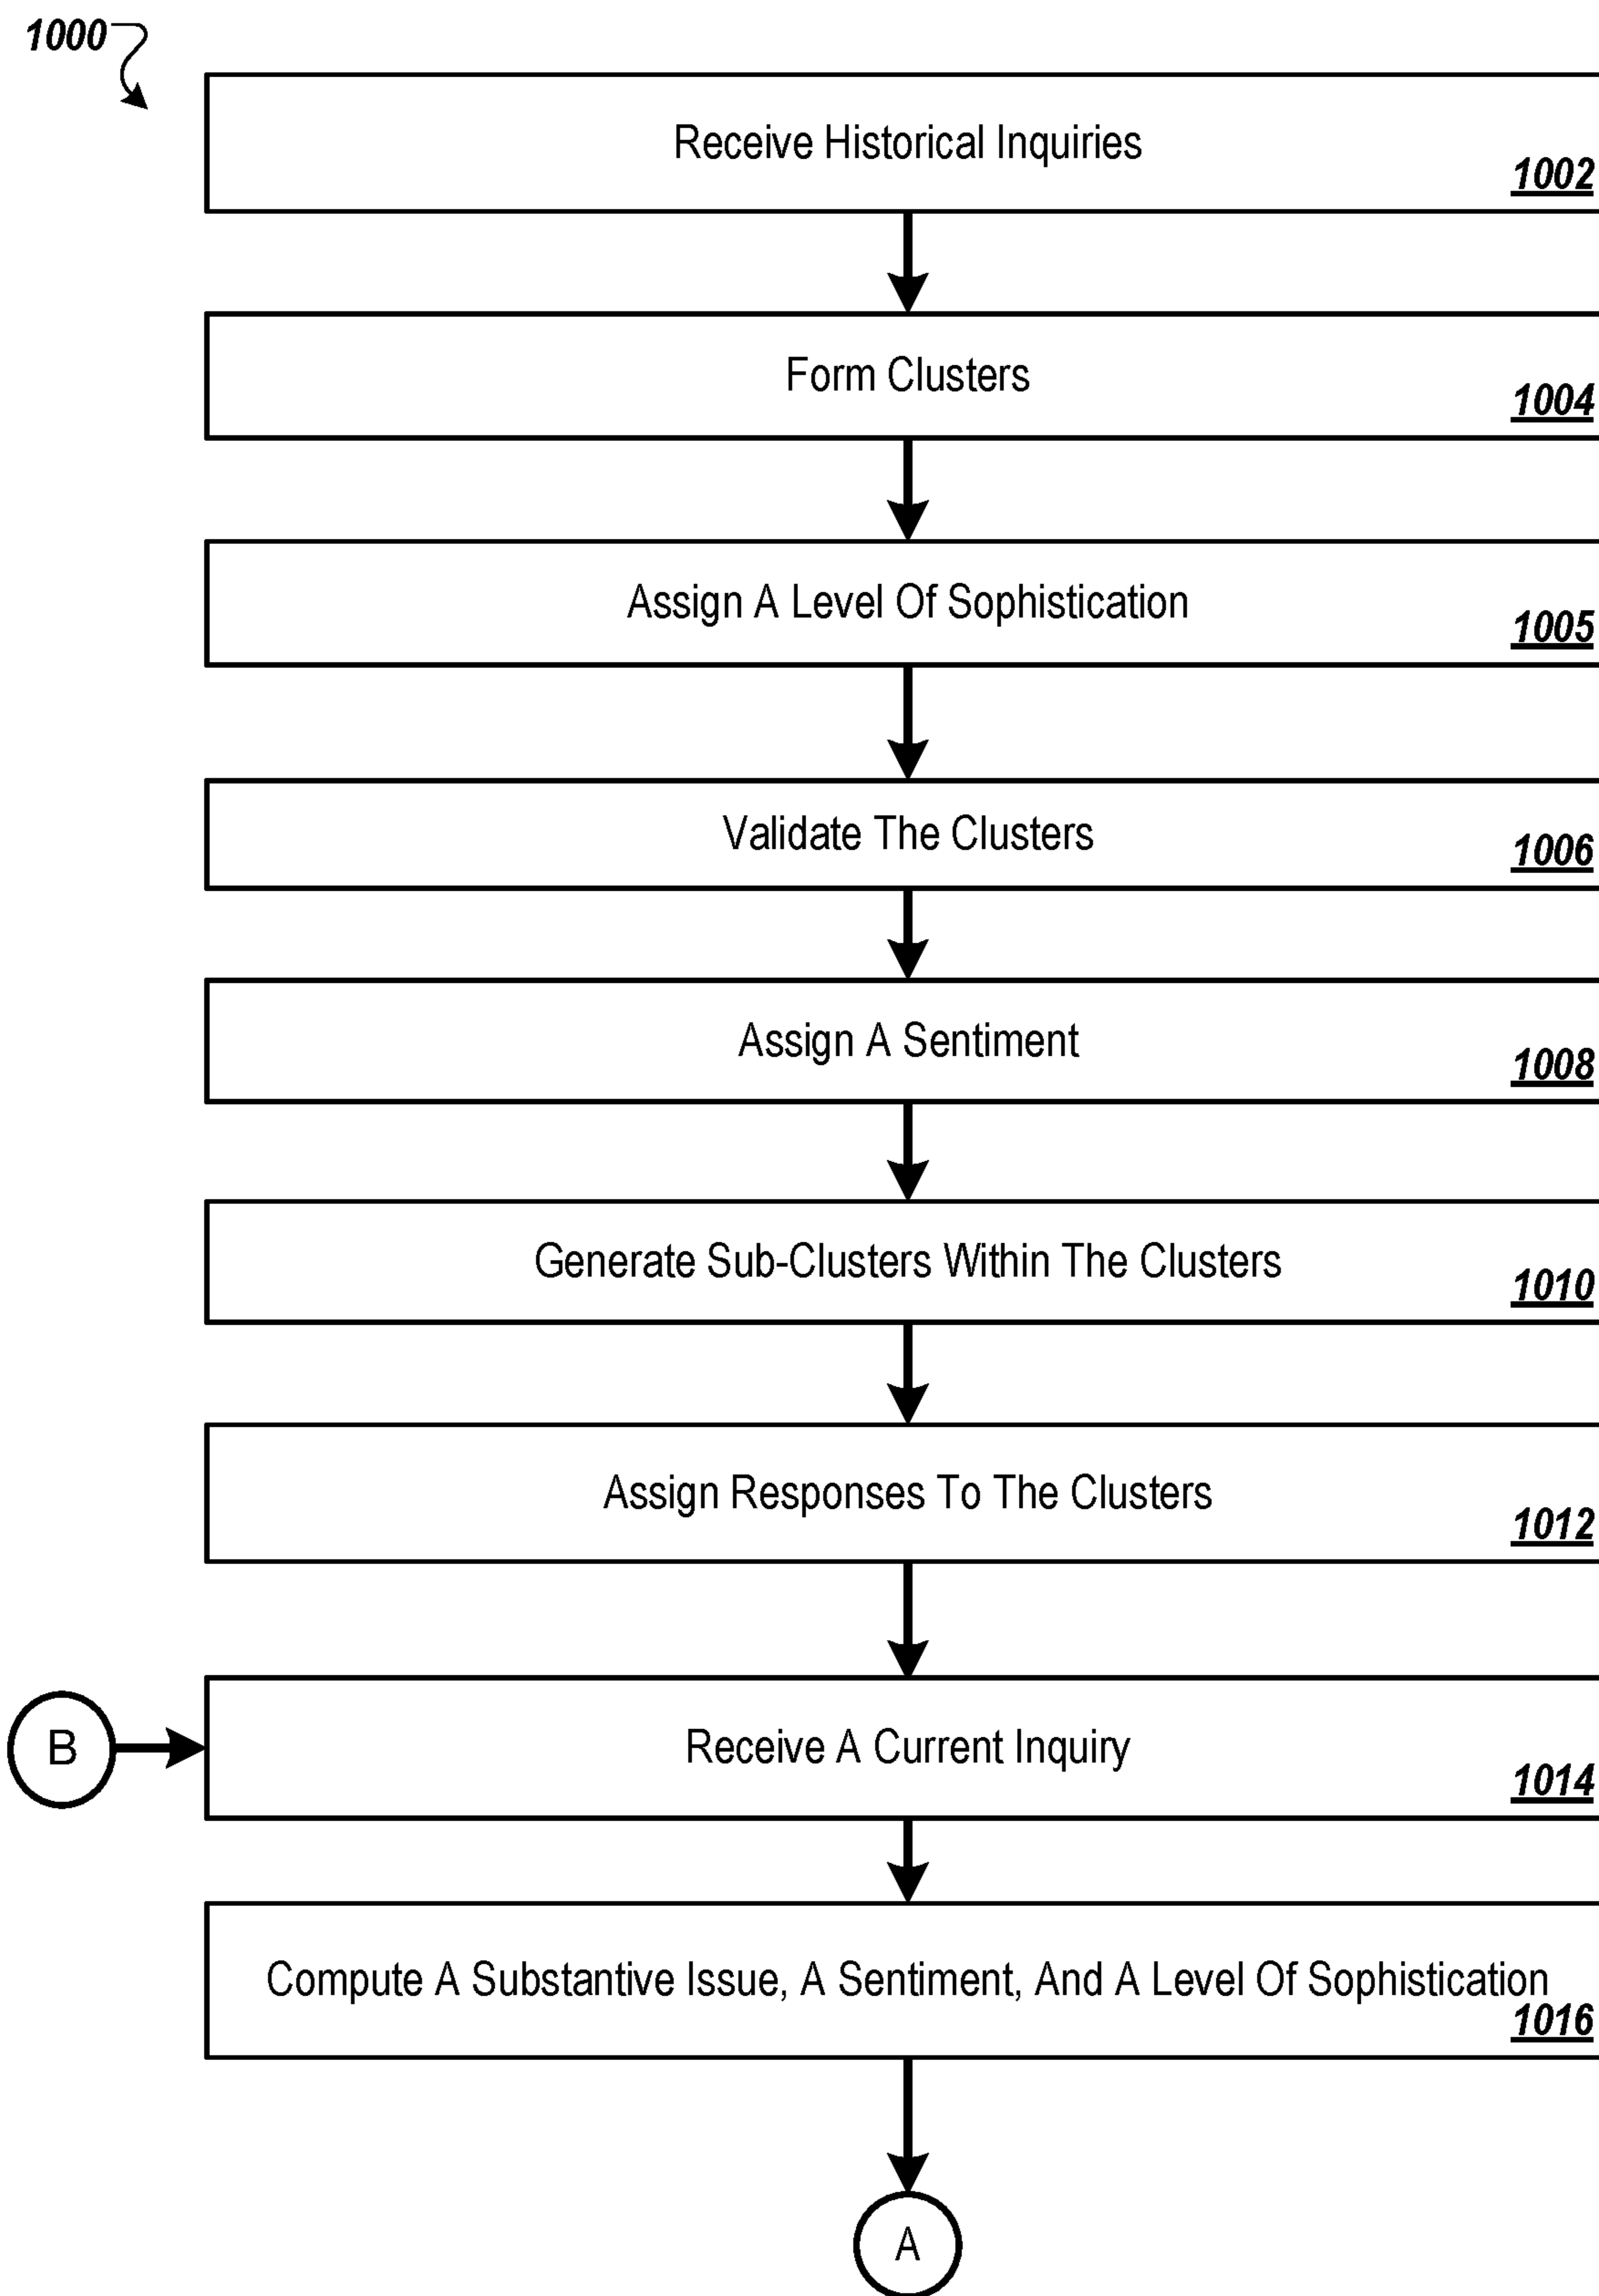 1000
Receive Historical Inquiries
1002
Form Clusters
1004
Assign A Level Of Sophistication
1005
Validate The Clusters
1006
Assign A Sentiment
1008
Generate Sub-Clusters Within The Clusters
1010
Assign Responses To The Clusters
1012
B
Receive A Current Inquiry
1014
Compute A Substantive Issue, A Sentiment, And A Level Of Sophistication
1016
A